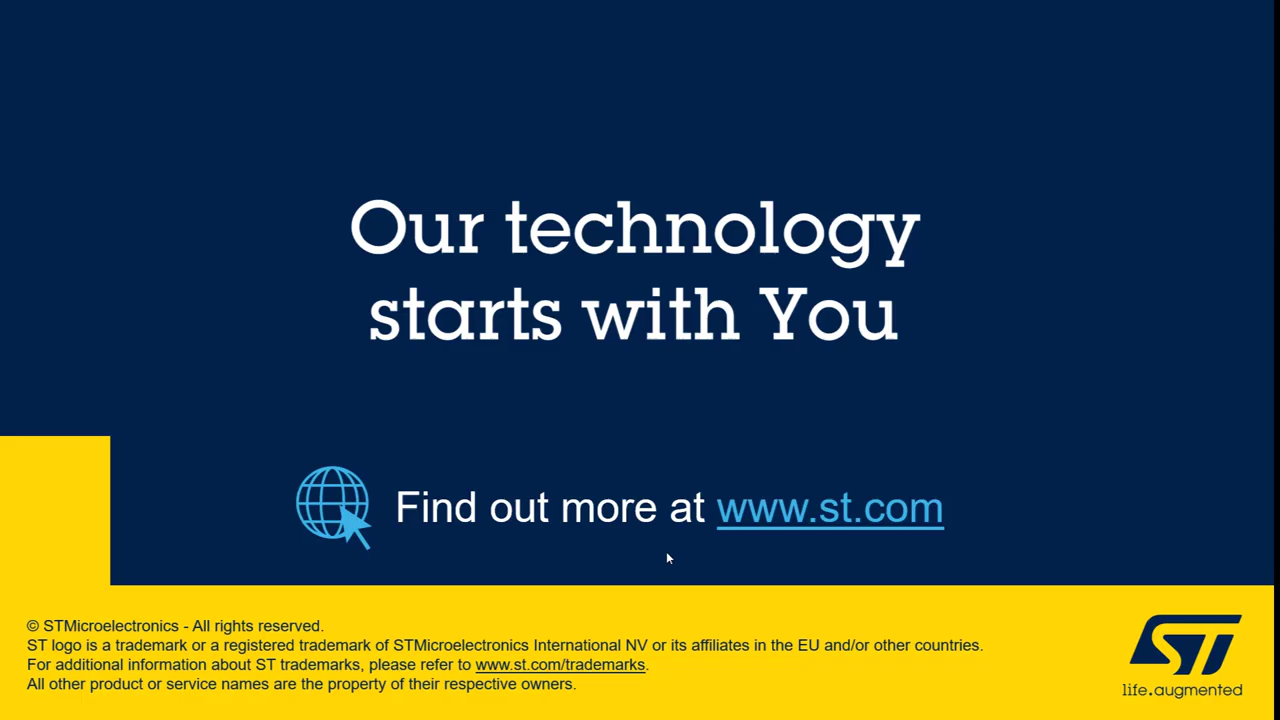 Our technology
starts with You
Find out more at www.st.com
© STMicroelectronics - All rights reserved.
ST logo is a trademark or a registered trademark of STMicroelectronics International NV or its affiliates in the EU and/or other countries.
For additional information about ST trademarks, please refer to www.st.com/trademarks.
All other product or service names are the property of their respective owners.
ST
life.augmented